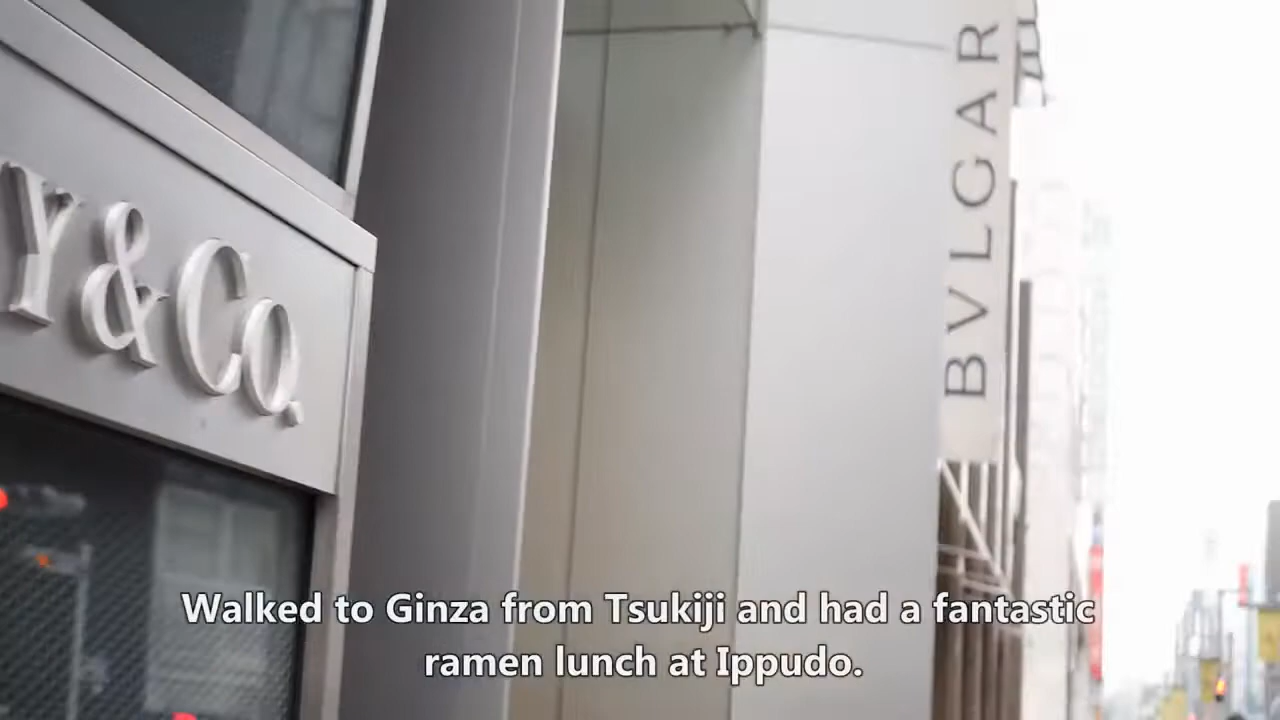 Y&Co.
BVLGAR
Walked to Ginza from Tsukiji and had a fantastic
ramen lunch at Ippudo.